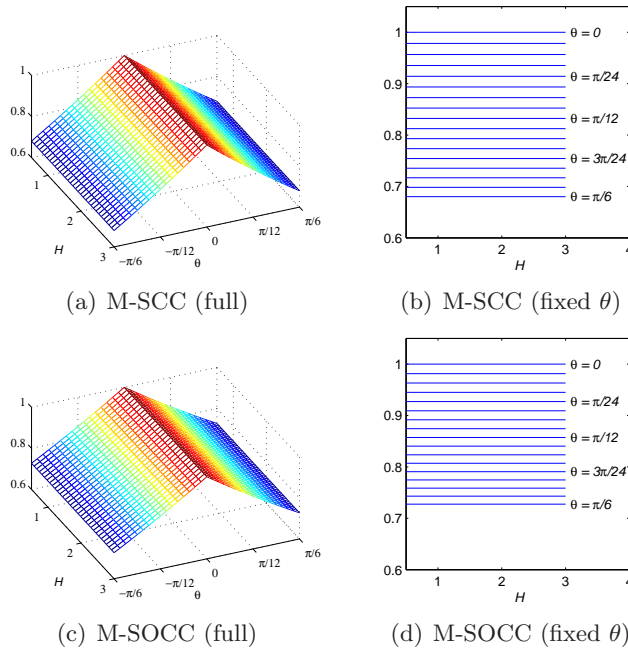 1
0.8
0.6
1
2
3
H
−π/6
−π/12
0
π/12
π/6
θ
(a) M-SCC (full)
1
0.9
0.8
0.7
0.6
θ = 0
θ = π/24
θ = π/12
θ = 3π/24
θ = π/6
1 2 3 4
H
(b) M-SCC (fixed θ)
1
0.8
0.6
1
2
3
H
−π/6
−π/12
0
π/12
π/6
θ
(c) M-SOCC (full)
1
0.9
0.8
0.7
0.6
θ = 0
θ = π/24
θ = π/12
θ = 3π/24
θ = π/6
1 2 3 4
H
(d) M-SOCC (fixed θ)